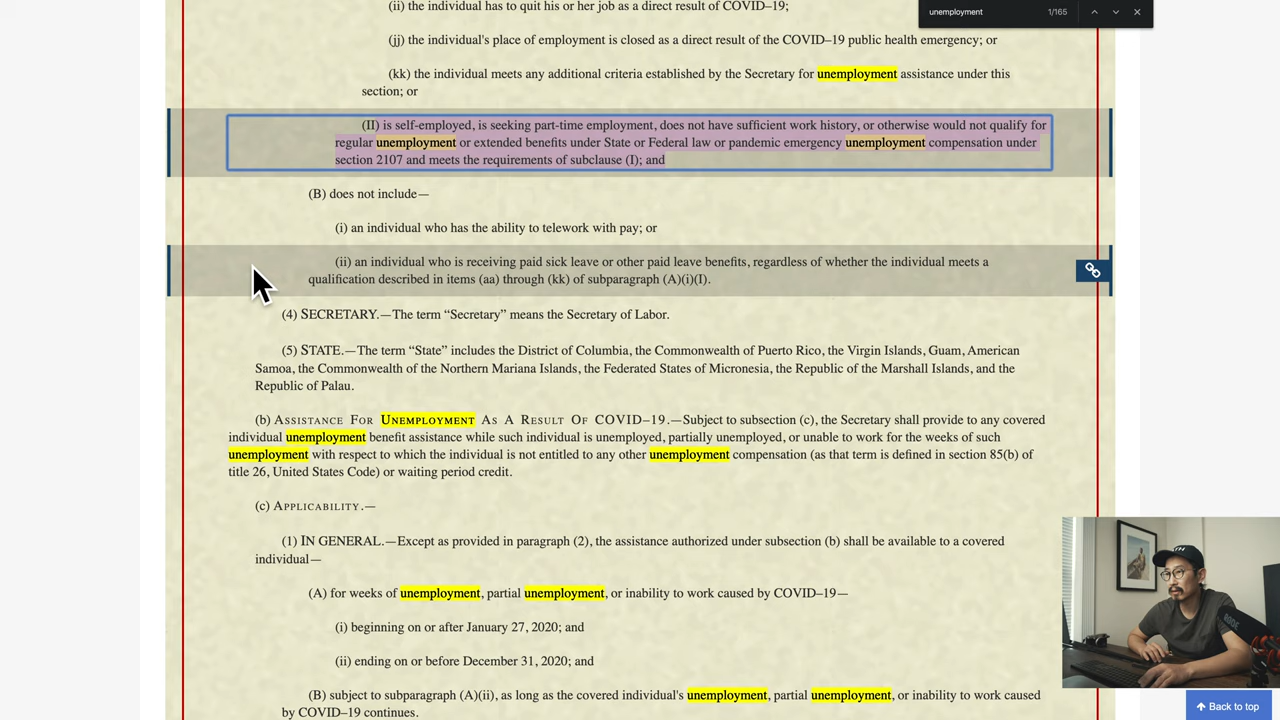 (ii) the individual has to quit his or her job as a direct result of COVID–19;
unemployment 1/165
(jj) the individual's place of employment is closed as a direct result of the COVID–19 public health emergency; or
(kk) the individual meets any additional criteria established by the Secretary for unemployment assistance under this
section; or
(II) is self-employed, is seeking part-time employment, does not have sufficient work history, or otherwise would not qualify for
regular unemployment or extended benefits under State or Federal law or pandemic emergency unemployment compensation under
section 2107 and meets the requirements of subclause (I); and
(B) does not include—
(i) an individual who has the ability to telework with pay; or
(ii) an individual who is receiving paid sick leave or other paid leave benefits, regardless of whether the individual meets a
qualification described in items (aa) through (kk) of subparagraph (A)(i)(I).
(4) SECRETARY.—The term “Secretary” means the Secretary of Labor.
(5) STATE.—The term “State” includes the District of Columbia, the Commonwealth of Puerto Rico, the Virgin Islands, Guam, American
Samoa, the Commonwealth of the Northern Mariana Islands, the Federated States of Micronesia, the Republic of the Marshall Islands, and the
Republic of Palau.
(b) Assistance For Unemployment As A Result Of COVID–19.—Subject to subsection (c), the Secretary shall provide to any covered
individual unemployment benefit assistance while such individual is unemployed, partially unemployed, or unable to work for the weeks of such
unemployment with respect to which the individual is not entitled to any other unemployment compensation (as that term is defined in section 85(b) of
title 26, United States Code) or waiting period credit.
(c) Applicability.—
(1) IN GENERAL.—Except as provided in paragraph (2), the assistance authorized under subsection (b) shall be available to a covered
individual—
(A) for weeks of unemployment, partial unemployment, or inability to work caused by COVID–19—
(i) beginning on or after January 27, 2020; and
(ii) ending on or before December 31, 2020; and
(B) subject to subparagraph (A)(ii), as long as the covered individual's unemployment, partial unemployment, or inability to work caused
by COVID–19 continues.
RODE
Back to top